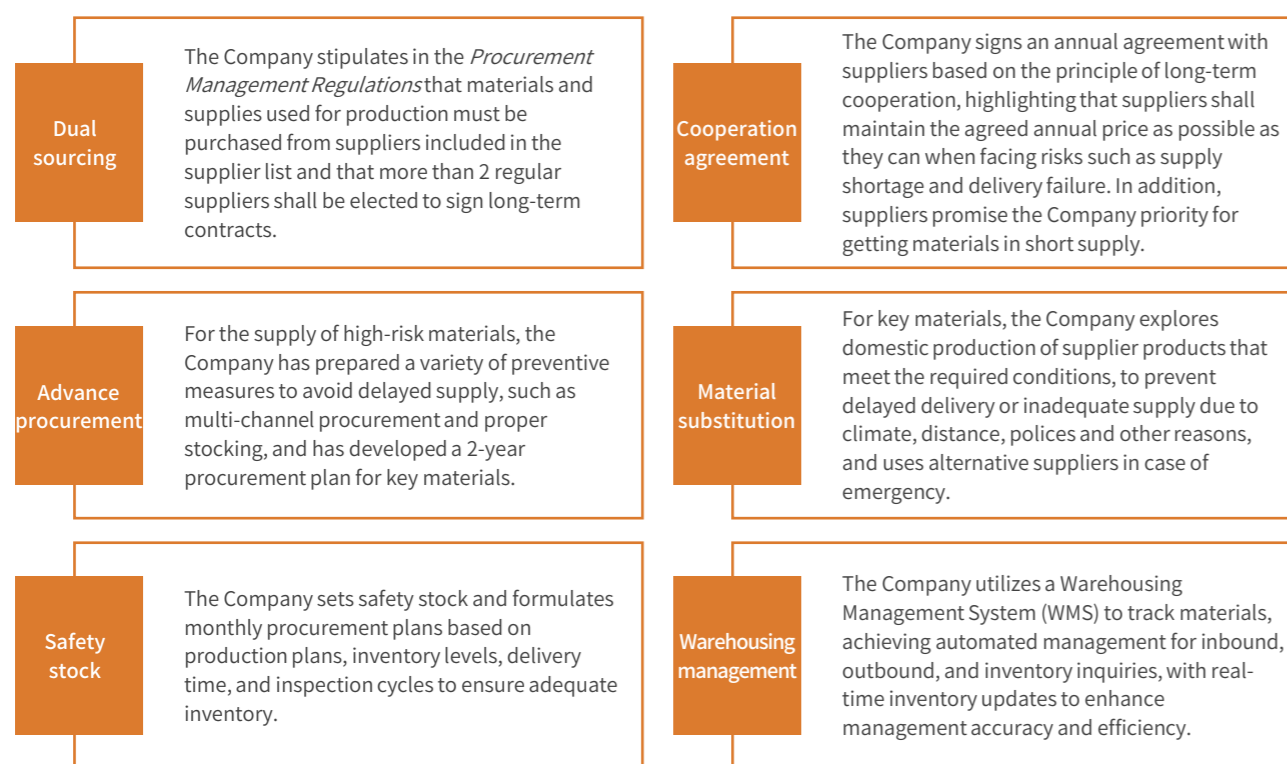 Dual
sourcing
The Company stipulates in the Procurement
Management Regulations that materials and
supplies used for production must be
purchased from suppliers included in the
supplier list and that more than 2 regular
suppliers shall be elected to sign long-term
contracts.
Cooperation
agreement
The Company signs an annual agreement with
suppliers based on the principle of long-term
cooperation, highlighting that suppliers shall
maintain the agreed annual price as possible as
they can when facing risks such as supply
shortage and delivery failure. In addition,
suppliers promise the Company priority for
getting materials in short supply.
Advance
procurement
For the supply of high-risk materials, the
Company has prepared a variety of preventive
measures to avoid delayed supply, such as
multi-channel procurement and proper
stocking, and has developed a 2-year
procurement plan for key materials.
Material
substitution
For key materials, the Company explores
domestic production of supplier products that
meet the required conditions, to prevent
delayed delivery or inadequate supply due to
climate, distance, polices and other reasons,
and uses alternative suppliers in case of
emergency.
Safety
stock
The Company sets safety stock and formulates
monthly procurement plans based on
production plans, inventory levels, delivery
time, and inspection cycles to ensure adequate
inventory.
Warehousing
management
The Company utilizes a Warehousing
Management System (WMS) to track materials,
achieving automated management for inbound,
outbound, and inventory inquiries, with real-
time inventory updates to enhance
management accuracy and efficiency.